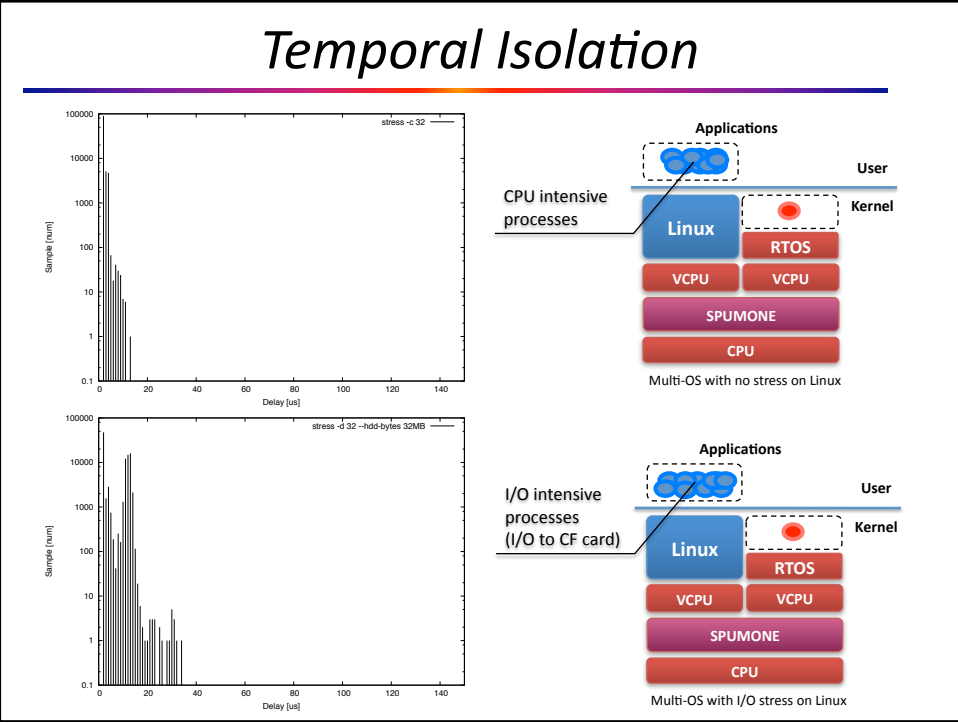 Temporal Isolation
100000
10000
1000
100
10
1
0.1
Sample [num]
stress -c 32
0 20 40 60 80 100 120 140
Delay [us]
Applications
User
Kernel
CPU intensive
processes
Linux
RTOS
VCPU VCPU
SPUMONE
CPU
Multi-OS with no stress on Linux
100000
10000
1000
100
10
1
0.1
Sample [num]
stress -d 32 --hdd-bytes 32MB
0 20 40 60 80 100 120 140
Delay [us]
Applications
User
Kernel
I/O intensive
processes
(I/O to CF card)
Linux
RTOS
VCPU VCPU
SPUMONE
CPU
Multi-OS with I/O stress on Linux